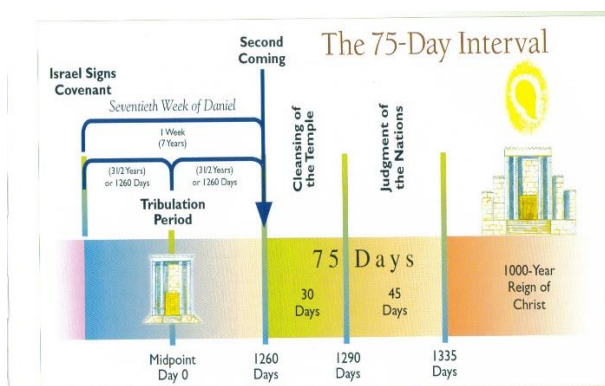 The 75-Day Interval
Second
Coming
Israel Signs
Covenant
Seventieth Week of Daniel
1 Week
(7 Years)
(31/2 Years)
or 1260 Days
(31/2 Years)
or 1260 Days
Tribulation
Period
Cleansing of
the Temple
Judgment of
the Nations
75 Days
30
Days
45
Days
1000-Year
Reign of
Christ
Midpoint
Day 0
1260
Days
1290
Days
1335
Days